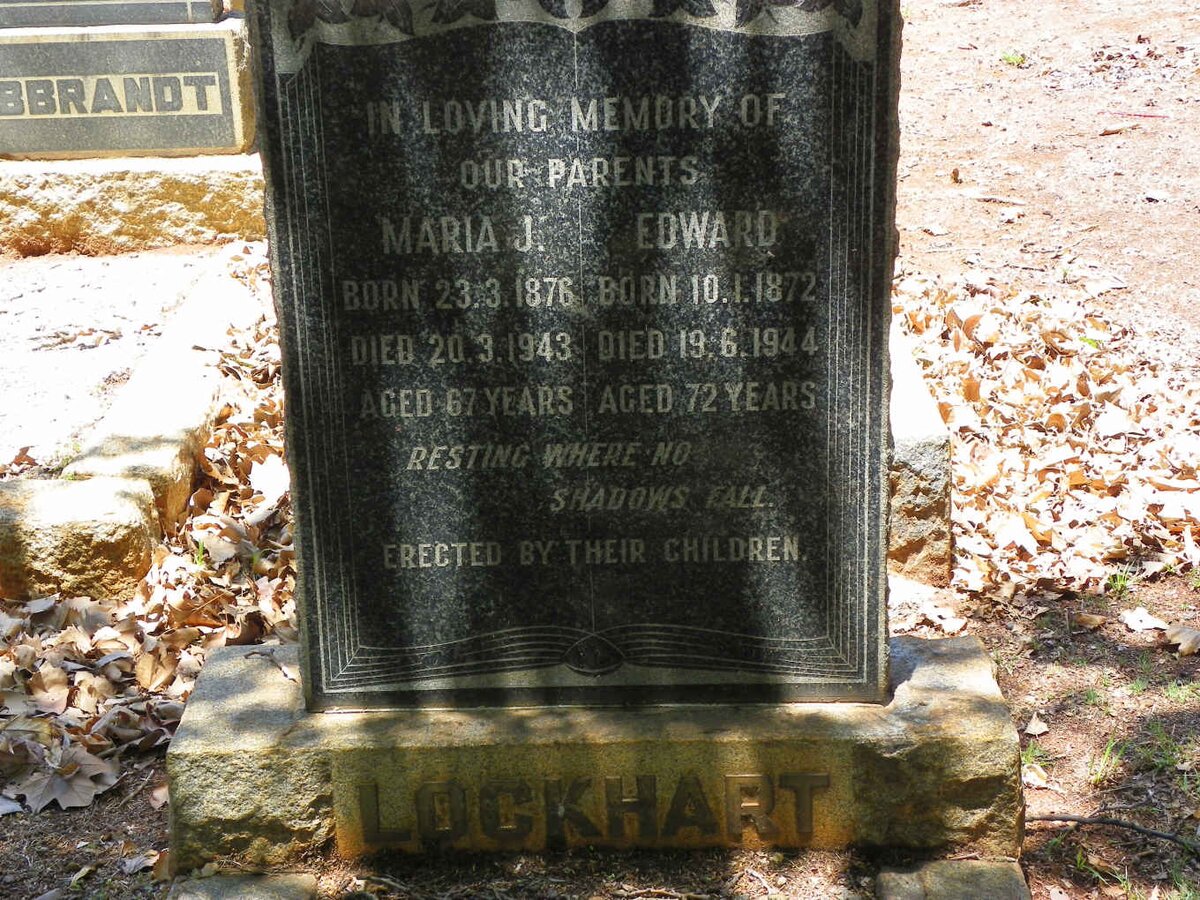 BBRANDT
IN LOVING MEMORY OF
OUR PARENTS
MARIA J. EDWARD
BORN 23.3.1876 BORN 10.1.1872
DIED 20.3.1943 DIED 19.6.1944
AGED 67 YEARS AGED 72 YEARS
RESTING WHERE NO
SHADOWS FALL.
ERECTED BY THEIR CHILDREN.
LOCKHART